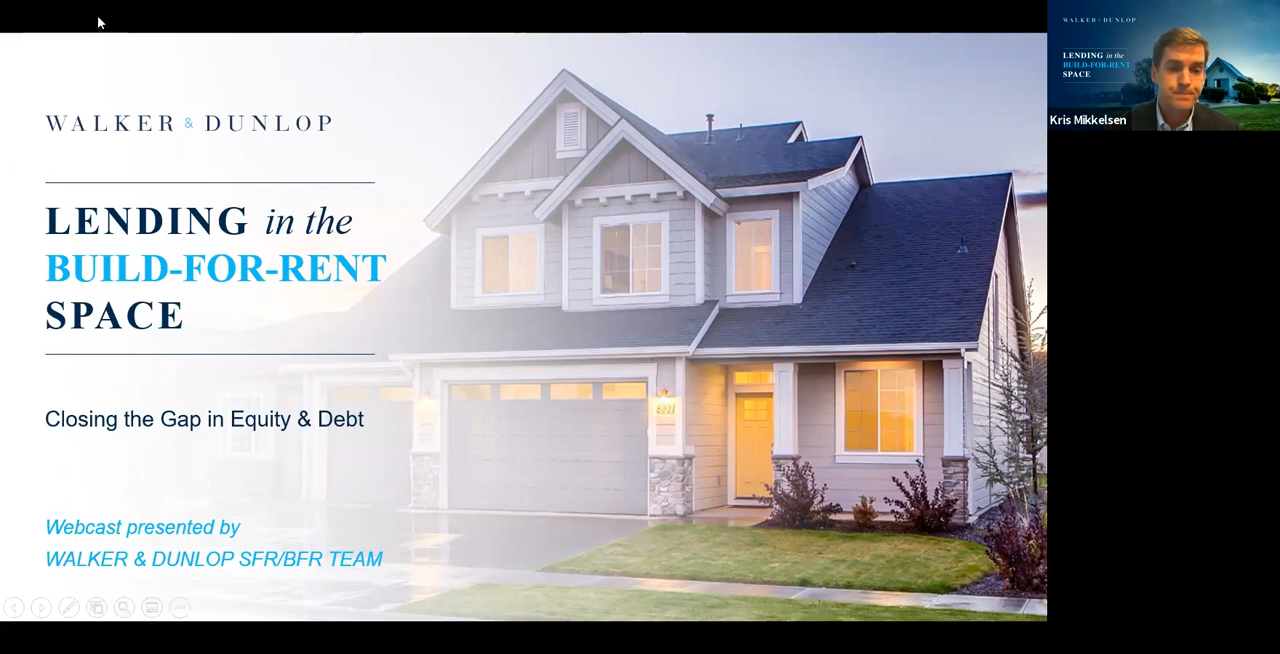 WALKER & DUNLOP
LENDING in the
BUILD-FOR-RENT
SPACE
Closing the Gap in Equity & Debt
Webcast presented by
WALKER & DUNLOP SFR/BFR TEAM
WALKER & DUNLOP
LENDING in the
BUILD-FOR-RENT
SPACE
Kris Mikkelsen